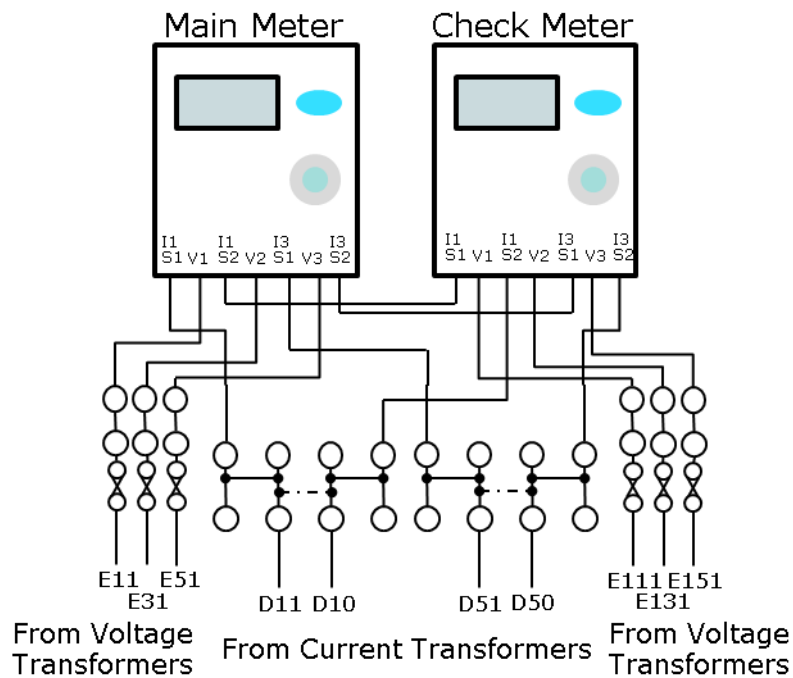 Main Meter
Check Meter
I1 I1 I3 I3
S1 V1 S2 V2 S1 V3 S2
I1 I1 I3 I3
S1 V1 S2 V2 S1 V3 S2
E11 E51
E31
D11 D10
D51 D50
E111 E151
E131
From Voltage
Transformers
From Current Transformers
From Voltage
Transformers